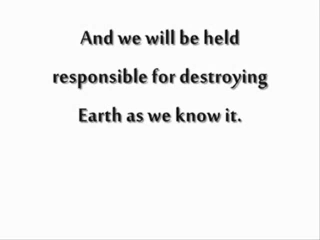 And we will be held
responsible for destroying
Earth as we know it.